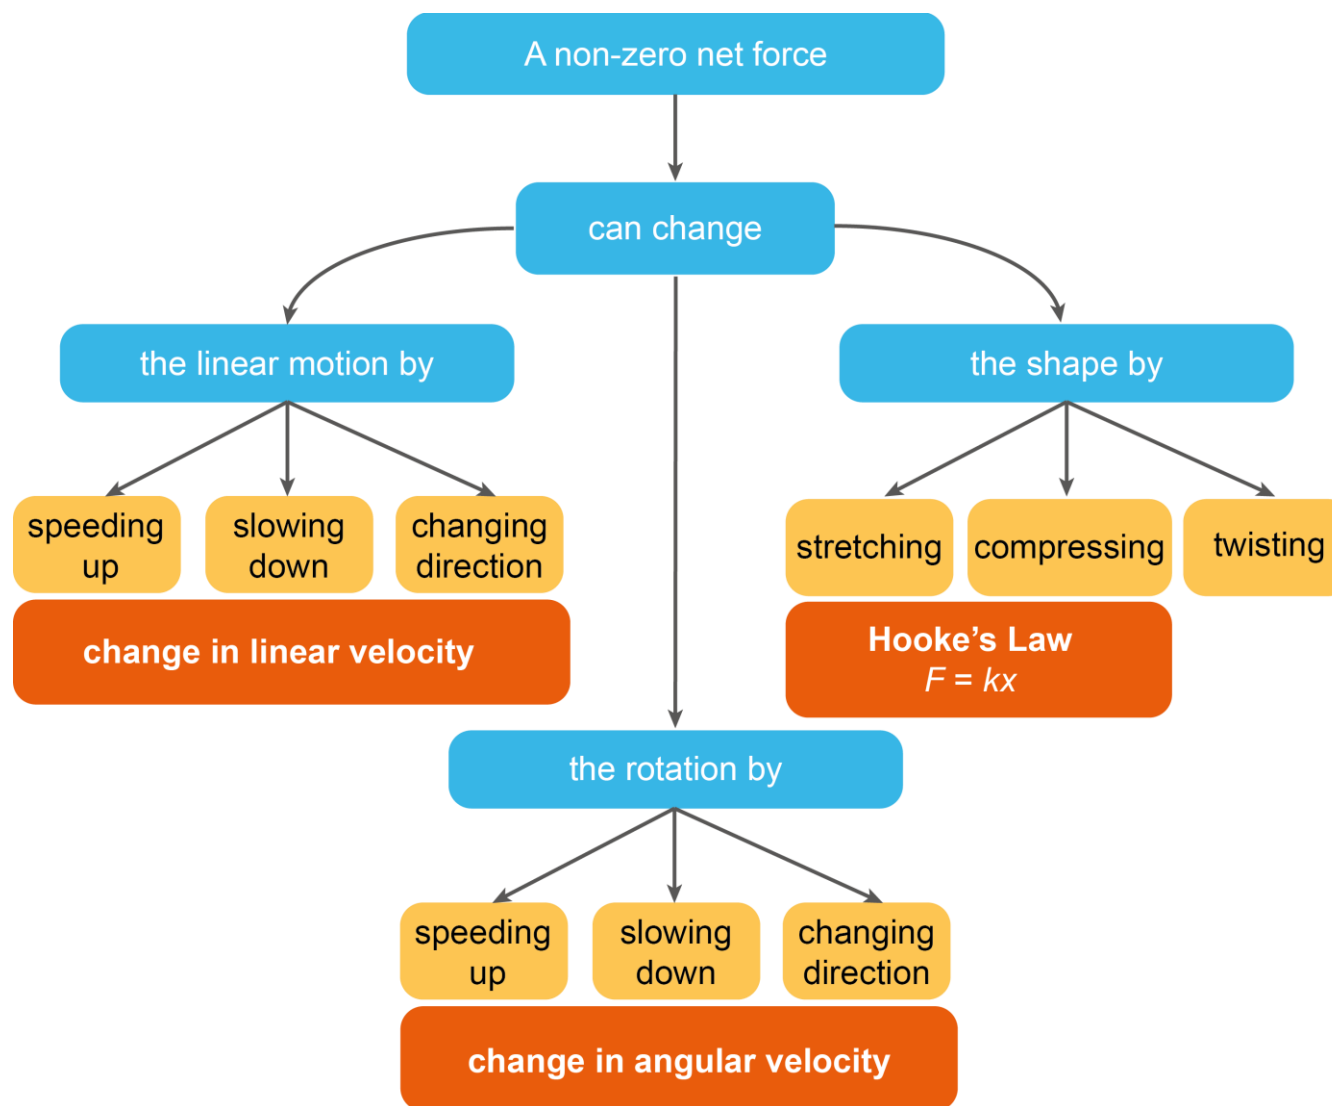 A non-zero net force
can change
the linear motion by
the shape by
speeding
up
slowing
down
changing
direction
change in linear velocity
stretching
compressing
twisting
Hooke’s Law
F = kx
the rotation by
speeding
up
slowing
down
changing
direction
change in angular velocity